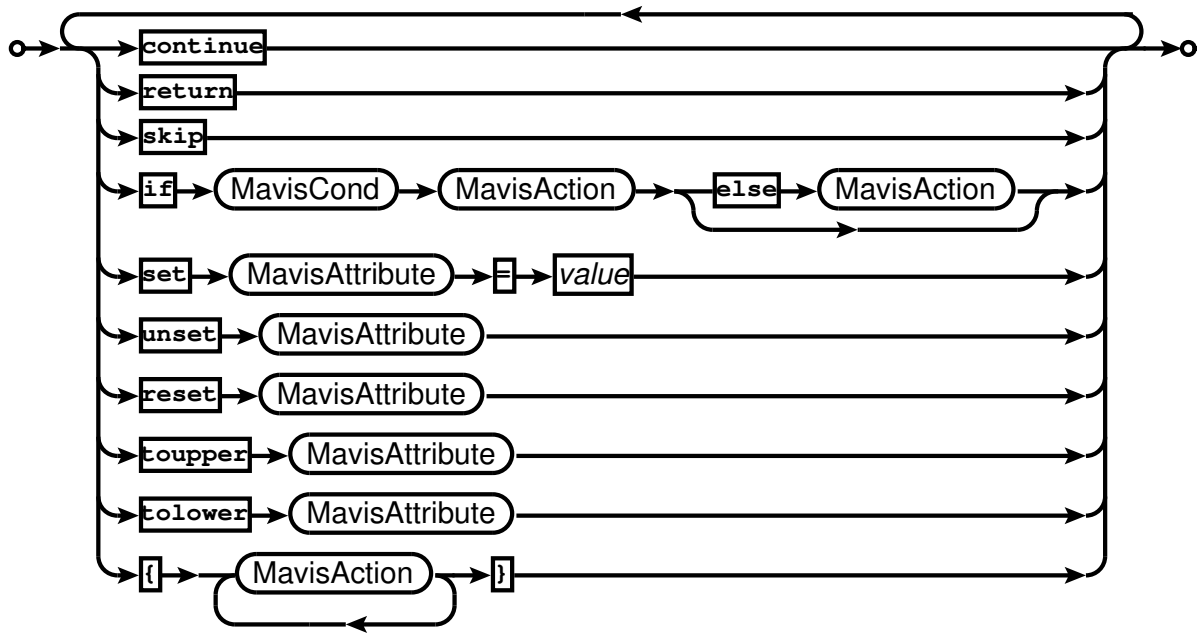 continue
return
skip
if MavisCond MavisAction else MavisAction
set MavisAttribute = value
unset MavisAttribute
reset MavisAttribute
toupper MavisAttribute
tolower MavisAttribute
{ MavisAction }